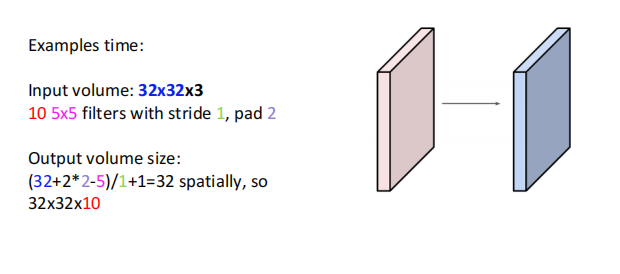 Examples time:
Input volume: 32x32x3
10 5x5 filters with stride 1, pad 2
Output volume size:
(32+2*2-5)/1+1=32 spatially, so
32x32x10